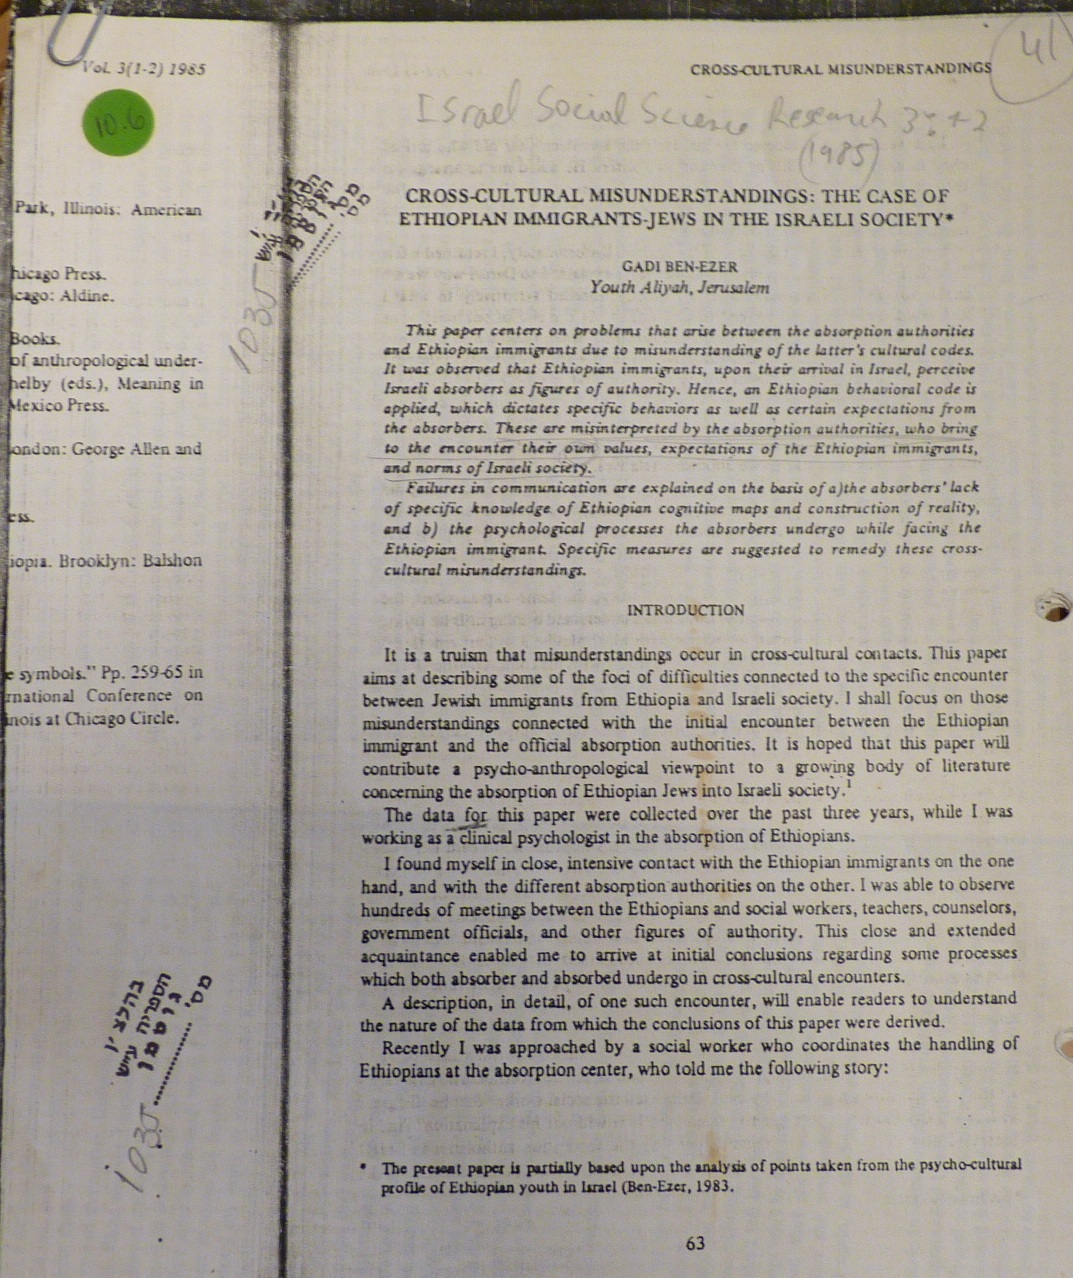 Vol. 3(1-2) 1985
10.6
Park, Illinois: American
hicago Press.
cago: Aldine.
Books.
of anthropological under-
helby (eds.), Meaning in
Mexico Press.
ondon: George Allen and
ess.
iopia. Brooklyn: Balshon
e symbols." Pp. 259-65 in
rnational Conference on
inois at Chicago Circle.
הספריה ע"ש
גוטמן
מס'
1035
CROSS-CULTURAL MISUNDERSTANDINGS
41
Israel Social Science Research 3: 1+2
(1985)
1035
CROSS-CULTURAL MISUNDERSTANDINGS: THE CASE OF
ETHIOPIAN IMMIGRANTS-JEWS IN THE ISRAELI SOCIETY*
GADI BEN-EZER
Youth Aliyah, Jerusalem
This paper centers on problems that arise between the absorption authorities
and Ethiopian immigrants due to misunderstanding of the latter's cultural codes.
It was observed that Ethiopian immigrants, upon their arrival in Israel, perceive
Israeli absorbers as figures of authority. Hence, an Ethiopian behavioral code is
applied, which dictates specific behaviors as well as certain expectations from
the absorbers. These are misinterpreted by the absorption authorities, who bring
to the encounter their own values, expectations of the Ethiopian immigrants,
and norms of Israeli society.
Failures in communication are explained on the basis of a)the absorbers' lack
of specific knowledge of Ethiopian cognitive maps and construction of reality,
and b) the psychological processes the absorbers undergo while facing the
Ethiopian immigrant. Specific measures are suggested to remedy these cross-
cultural misunderstandings.
INTRODUCTION
It is a truism that misunderstandings occur in cross-cultural contacts. This paper
aims at describing some of the foci of difficulties connected to the specific encounter
between Jewish immigrants from Ethiopia and Israeli society. I shall focus on those
misunderstandings connected with the initial encounter between the Ethiopian
immigrant and the official absorption authorities. It is hoped that this paper will
contribute a psycho-anthropological viewpoint to a growing body of literature
concerning the absorption of Ethiopian Jews into Israeli society.1
The data for this paper were collected over the past three years, while I was
working as a clinical psychologist in the absorption of Ethiopians.
I found myself in close, intensive contact with the Ethiopian immigrants on the one
hand, and with the different absorption authorities on the other. I was able to observe
hundreds of meetings between the Ethiopians and social workers, teachers, counselors,
government officials, and other figures of authority. This close and extended
acquaintance enabled me to arrive at initial conclusions regarding some processes
which both absorber and absorbed undergo in cross-cultural encounters.
A description, in detail, of one such encounter, will enable readers to understand
the nature of the data from which the conclusions of this paper were derived.
Recently I was approached by a social worker who coordinates the handling of
Ethiopians at the absorption center, who told me the following story:
* The present paper is partially based upon the analysis of points taken from the psycho-cultural
profile of Ethiopian youth in Israel (Ben-Ezer, 1983.
63